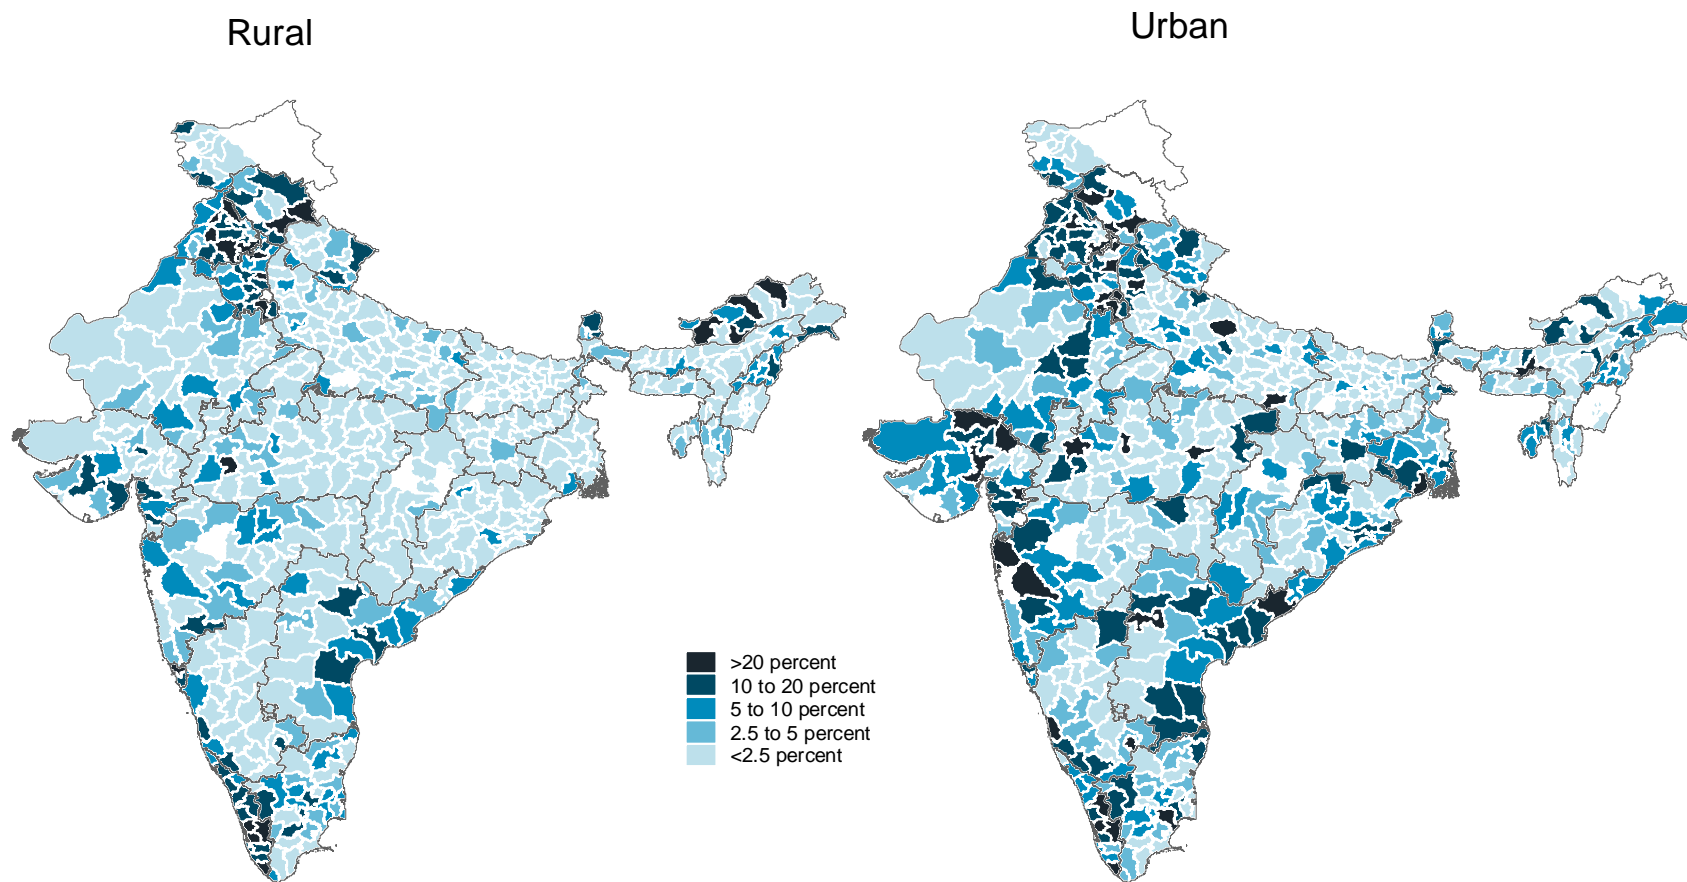 Rural
Urban
>20 percent
10 to 20 percent
5 to 10 percent
2.5 to 5 percent
<2.5 percent